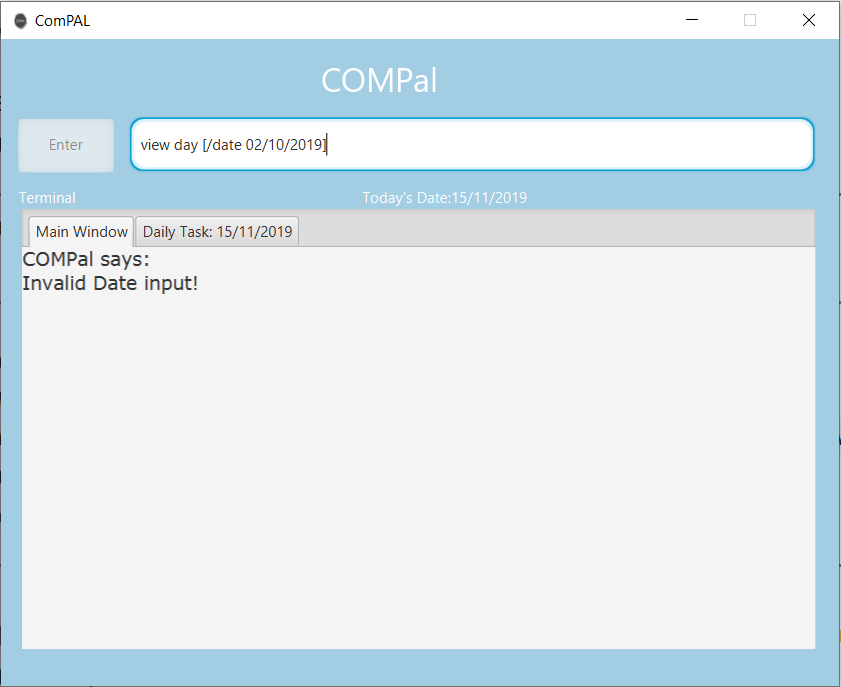 ComPAL
COMPal
Enter
view day [/date 02/10/2019]
Terminal
Today's Date:15/11/2019
Main Window
Daily Task: 15/11/2019
COMPal says:
Invalid Date input!